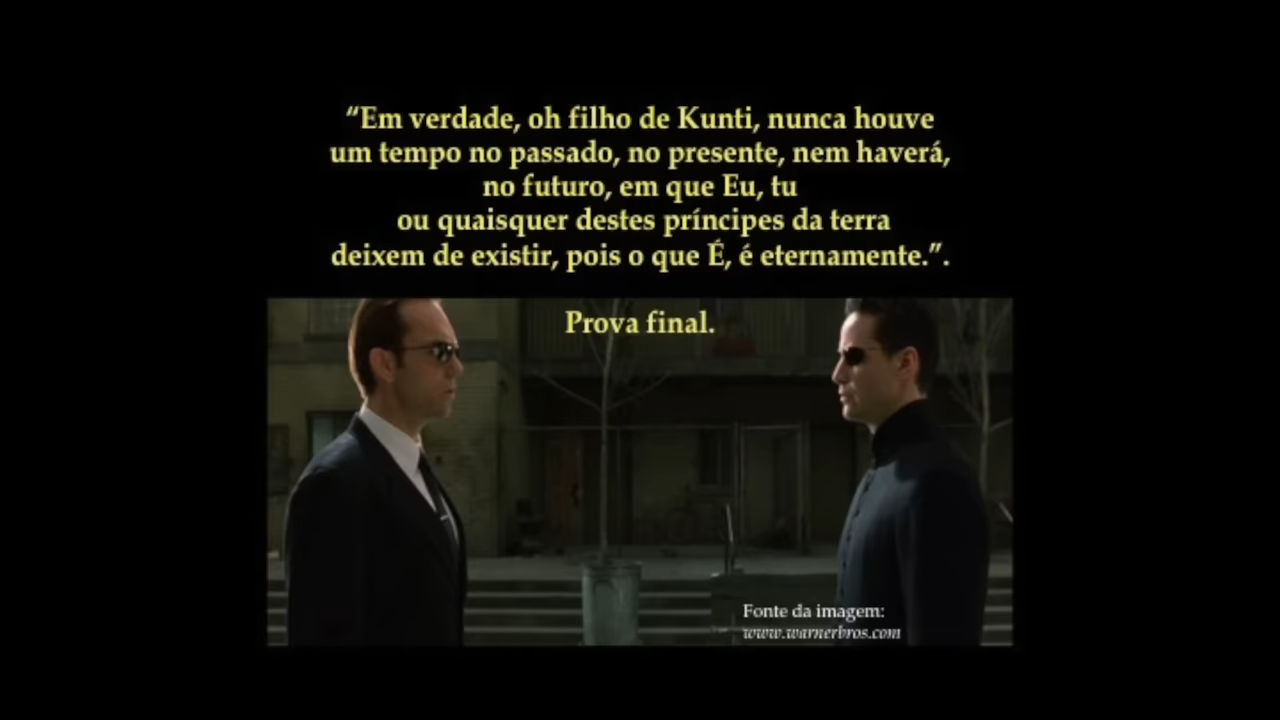 “Em verdade, oh filho de Kunti, nunca houve
um tempo no passado, no presente, nem haverá,
no futuro, em que Eu, tu
ou quaisquer destes príncipes da terra
deixem de existir, pois o que É, é eternamente.”.
Prova final.
Fonte da imagem:
www.warnerbros.com